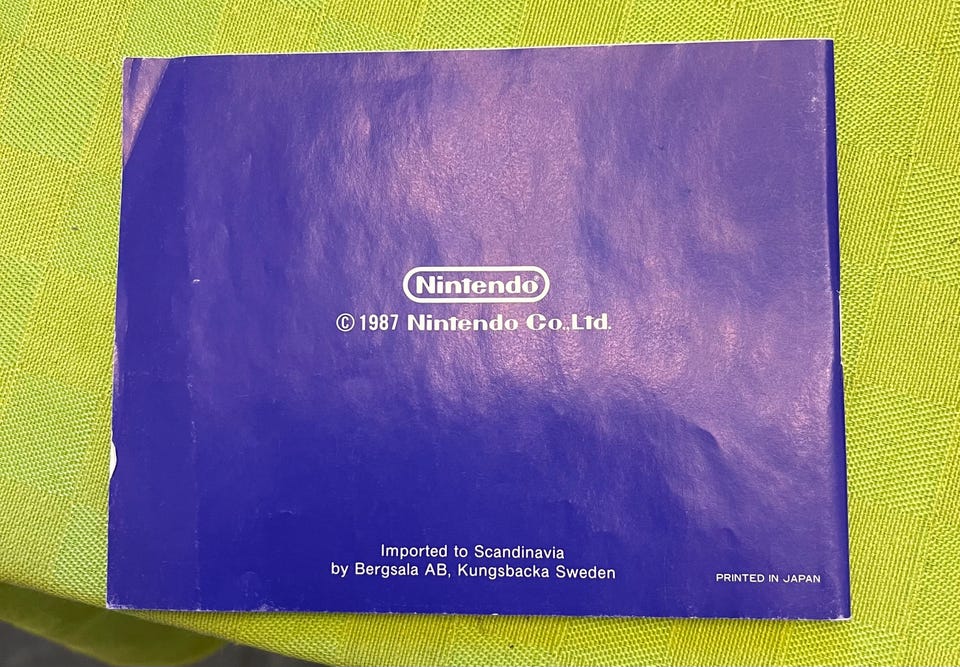 Nintendo®
© 1987 Nintendo Co.,Ltd.
Imported to Scandinavia
by Bergsala AB, Kungsbacka Sweden
PRINTED IN JAPAN